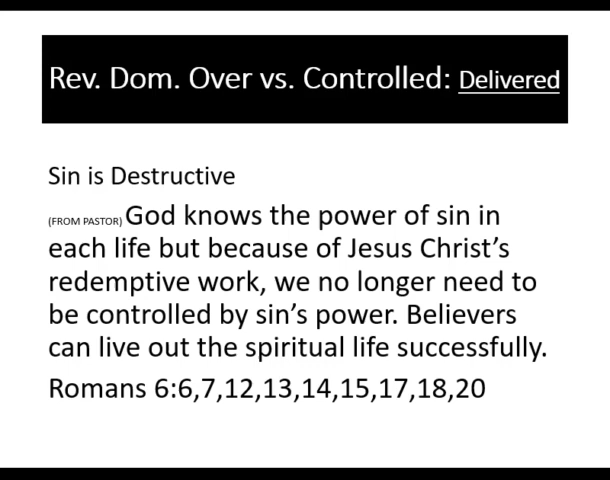 Rev. Dom. Over vs. Controlled: Delivered
Sin is Destructive
(FROM PASTOR) God knows the power of sin in
each life but because of Jesus Christ’s
redemptive work, we no longer need to
be controlled by sin’s power. Believers
can live out the spiritual life successfully.
Romans 6:6,7,12,13,14,15,17,18,20